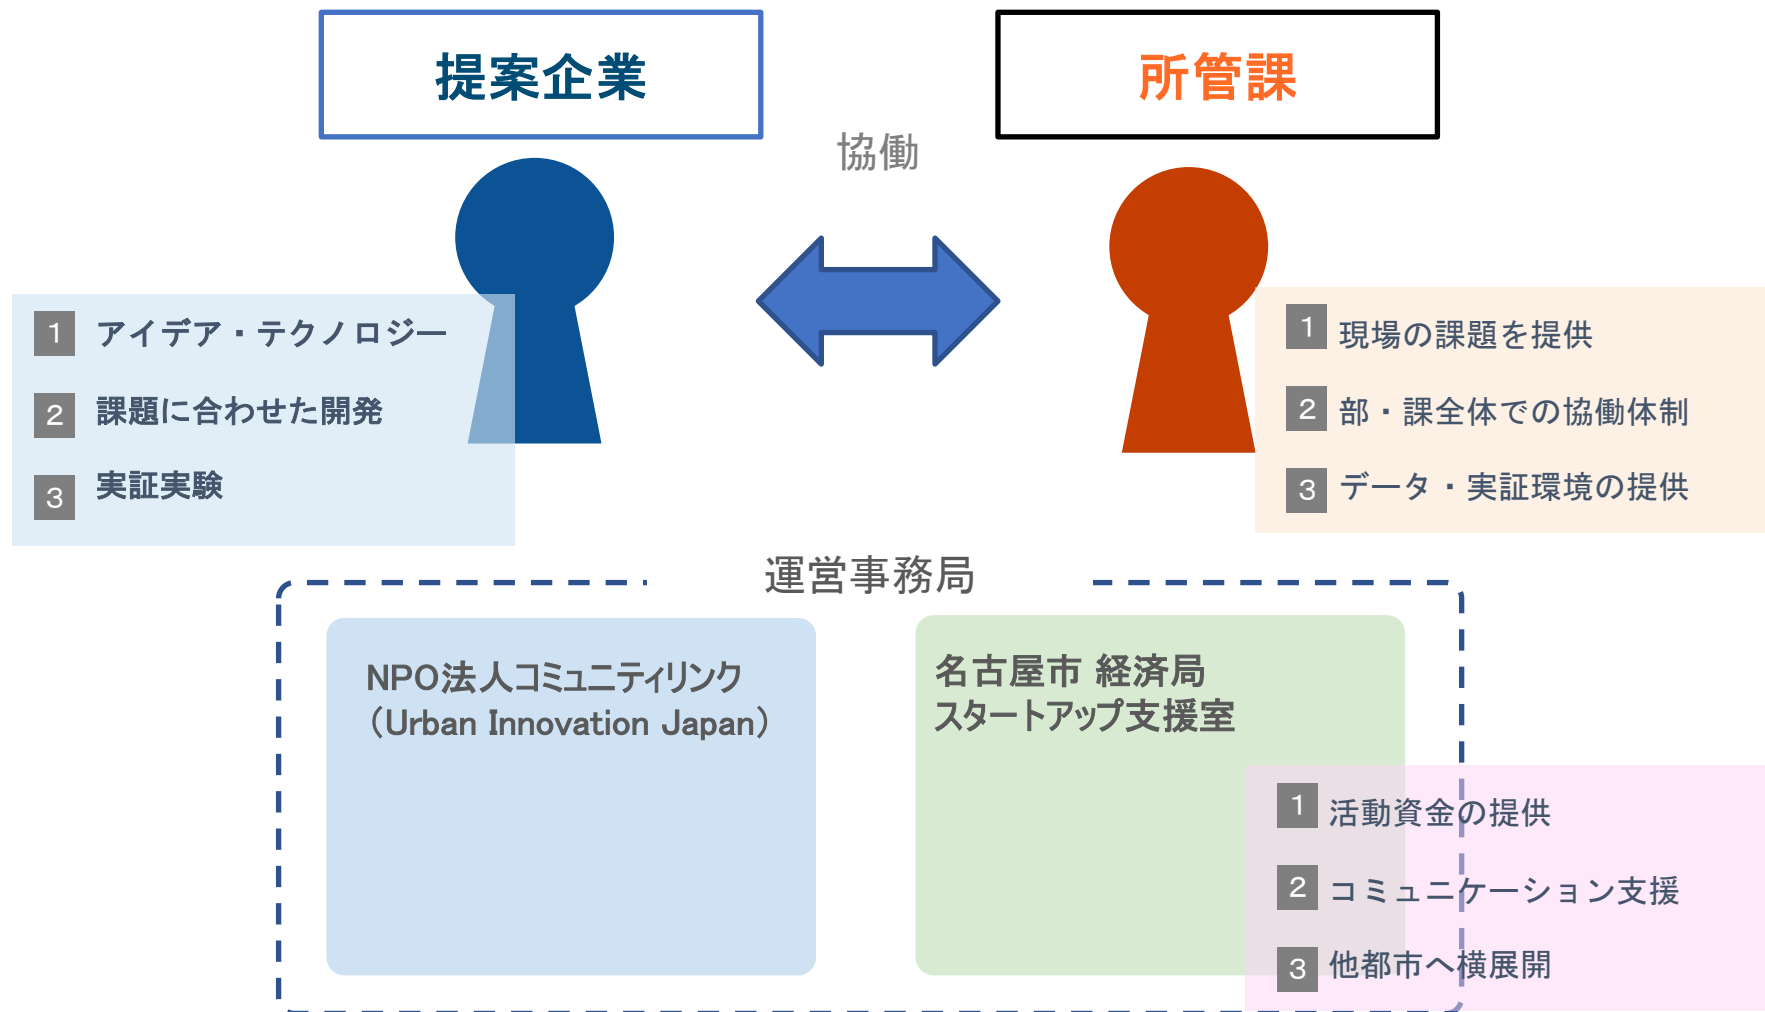 提案企業
所管課
協働
1 アイデア・テクノロジー
2 課題に合わせた開発
3 実証実験
1 現場の課題を提供
2 部・課全体での協働体制
3 データ・実証環境の提供
運営事務局
NPO法人コミュニティリンク
（Urban Innovation Japan）
名古屋市 経済局
スタートアップ支援室
1 活動資金の提供
2 コミュニケーション支援
3 他都市へ横展開